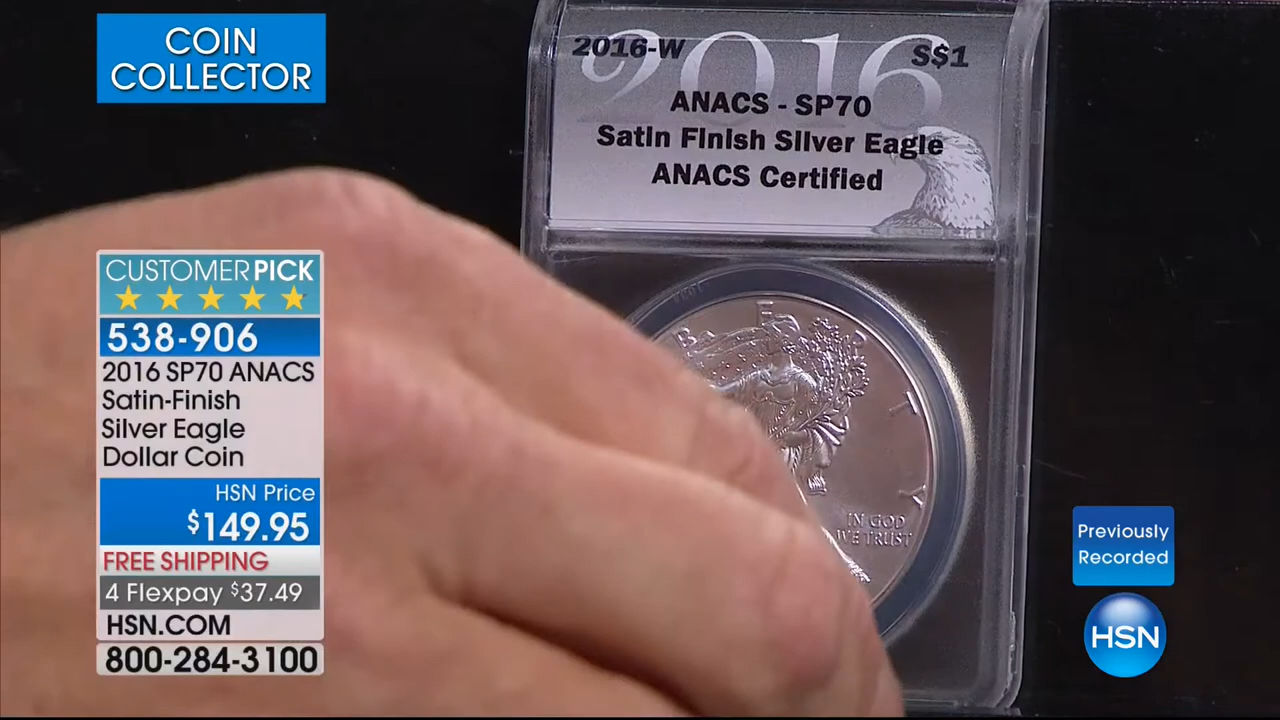 COIN
COLLECTOR
2016
2016-W S$1
ANACS - SP70
Satin Finish Silver Eagle
ANACS Certified
CUSTOMER PICK
538-906
2016 SP70 ANACS
Satin-Finish
Silver Eagle
Dollar Coin
HSN Price
$149.95
FREE SHIPPING
4 Flexpay $37.49
HSN.COM
800-284-3100
B E R T Y
IN GOD
WE TRUST
Previously
Recorded
HSN